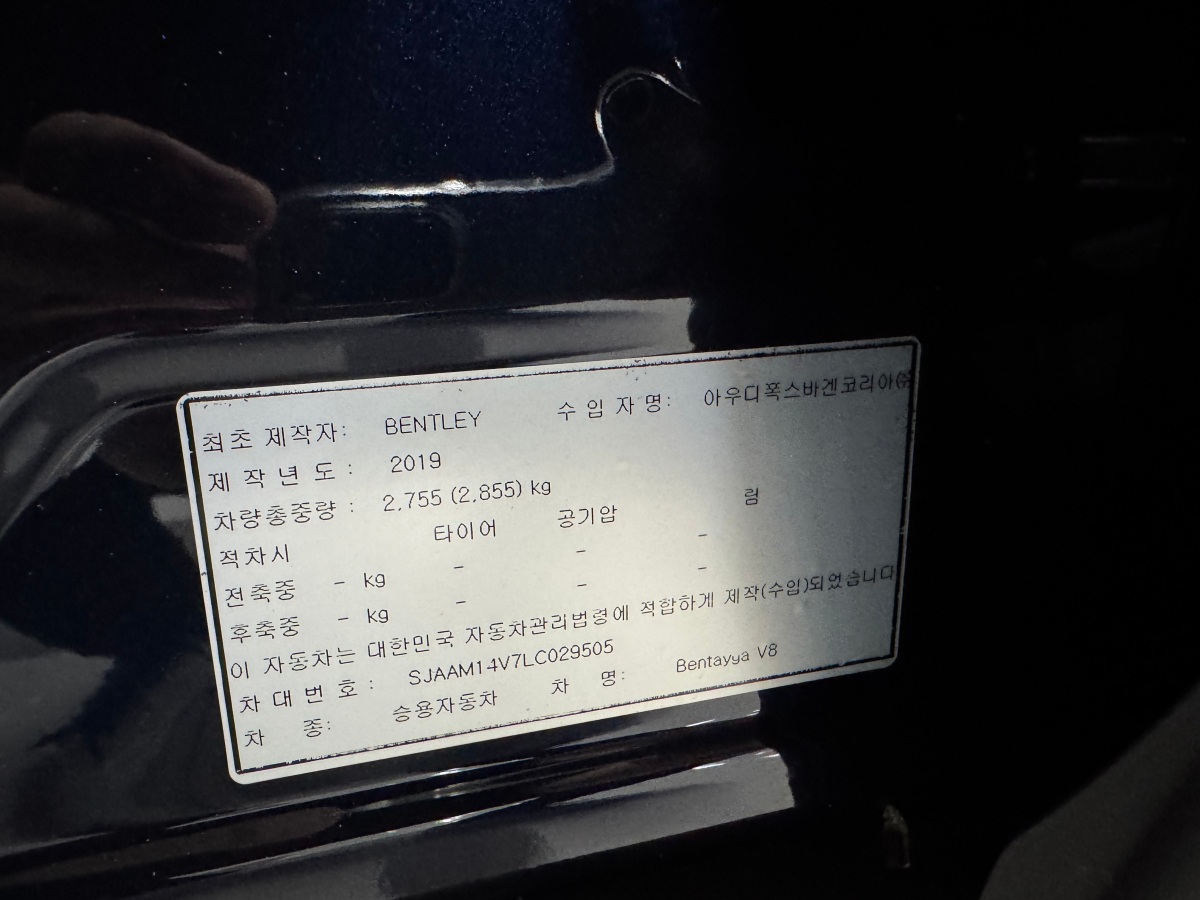 최초 제작자: BENTLEY 수 입 자 명: 아우디폭스바겐코리아㈜
제 작 년 도 : 2019
차량총중량 : 2,755 (2,855) kg
적차시 타이어 공기압 림
전축중 - kg - - -
후축중 - kg - - -
이 자동차는 대한민국 자동차관리법령에 적합하게 제작(수입)되었습니다
차 대 번 호 : SJAAM14V7LC029505
차 종: 승용자동차 차 명: Bentayya V8